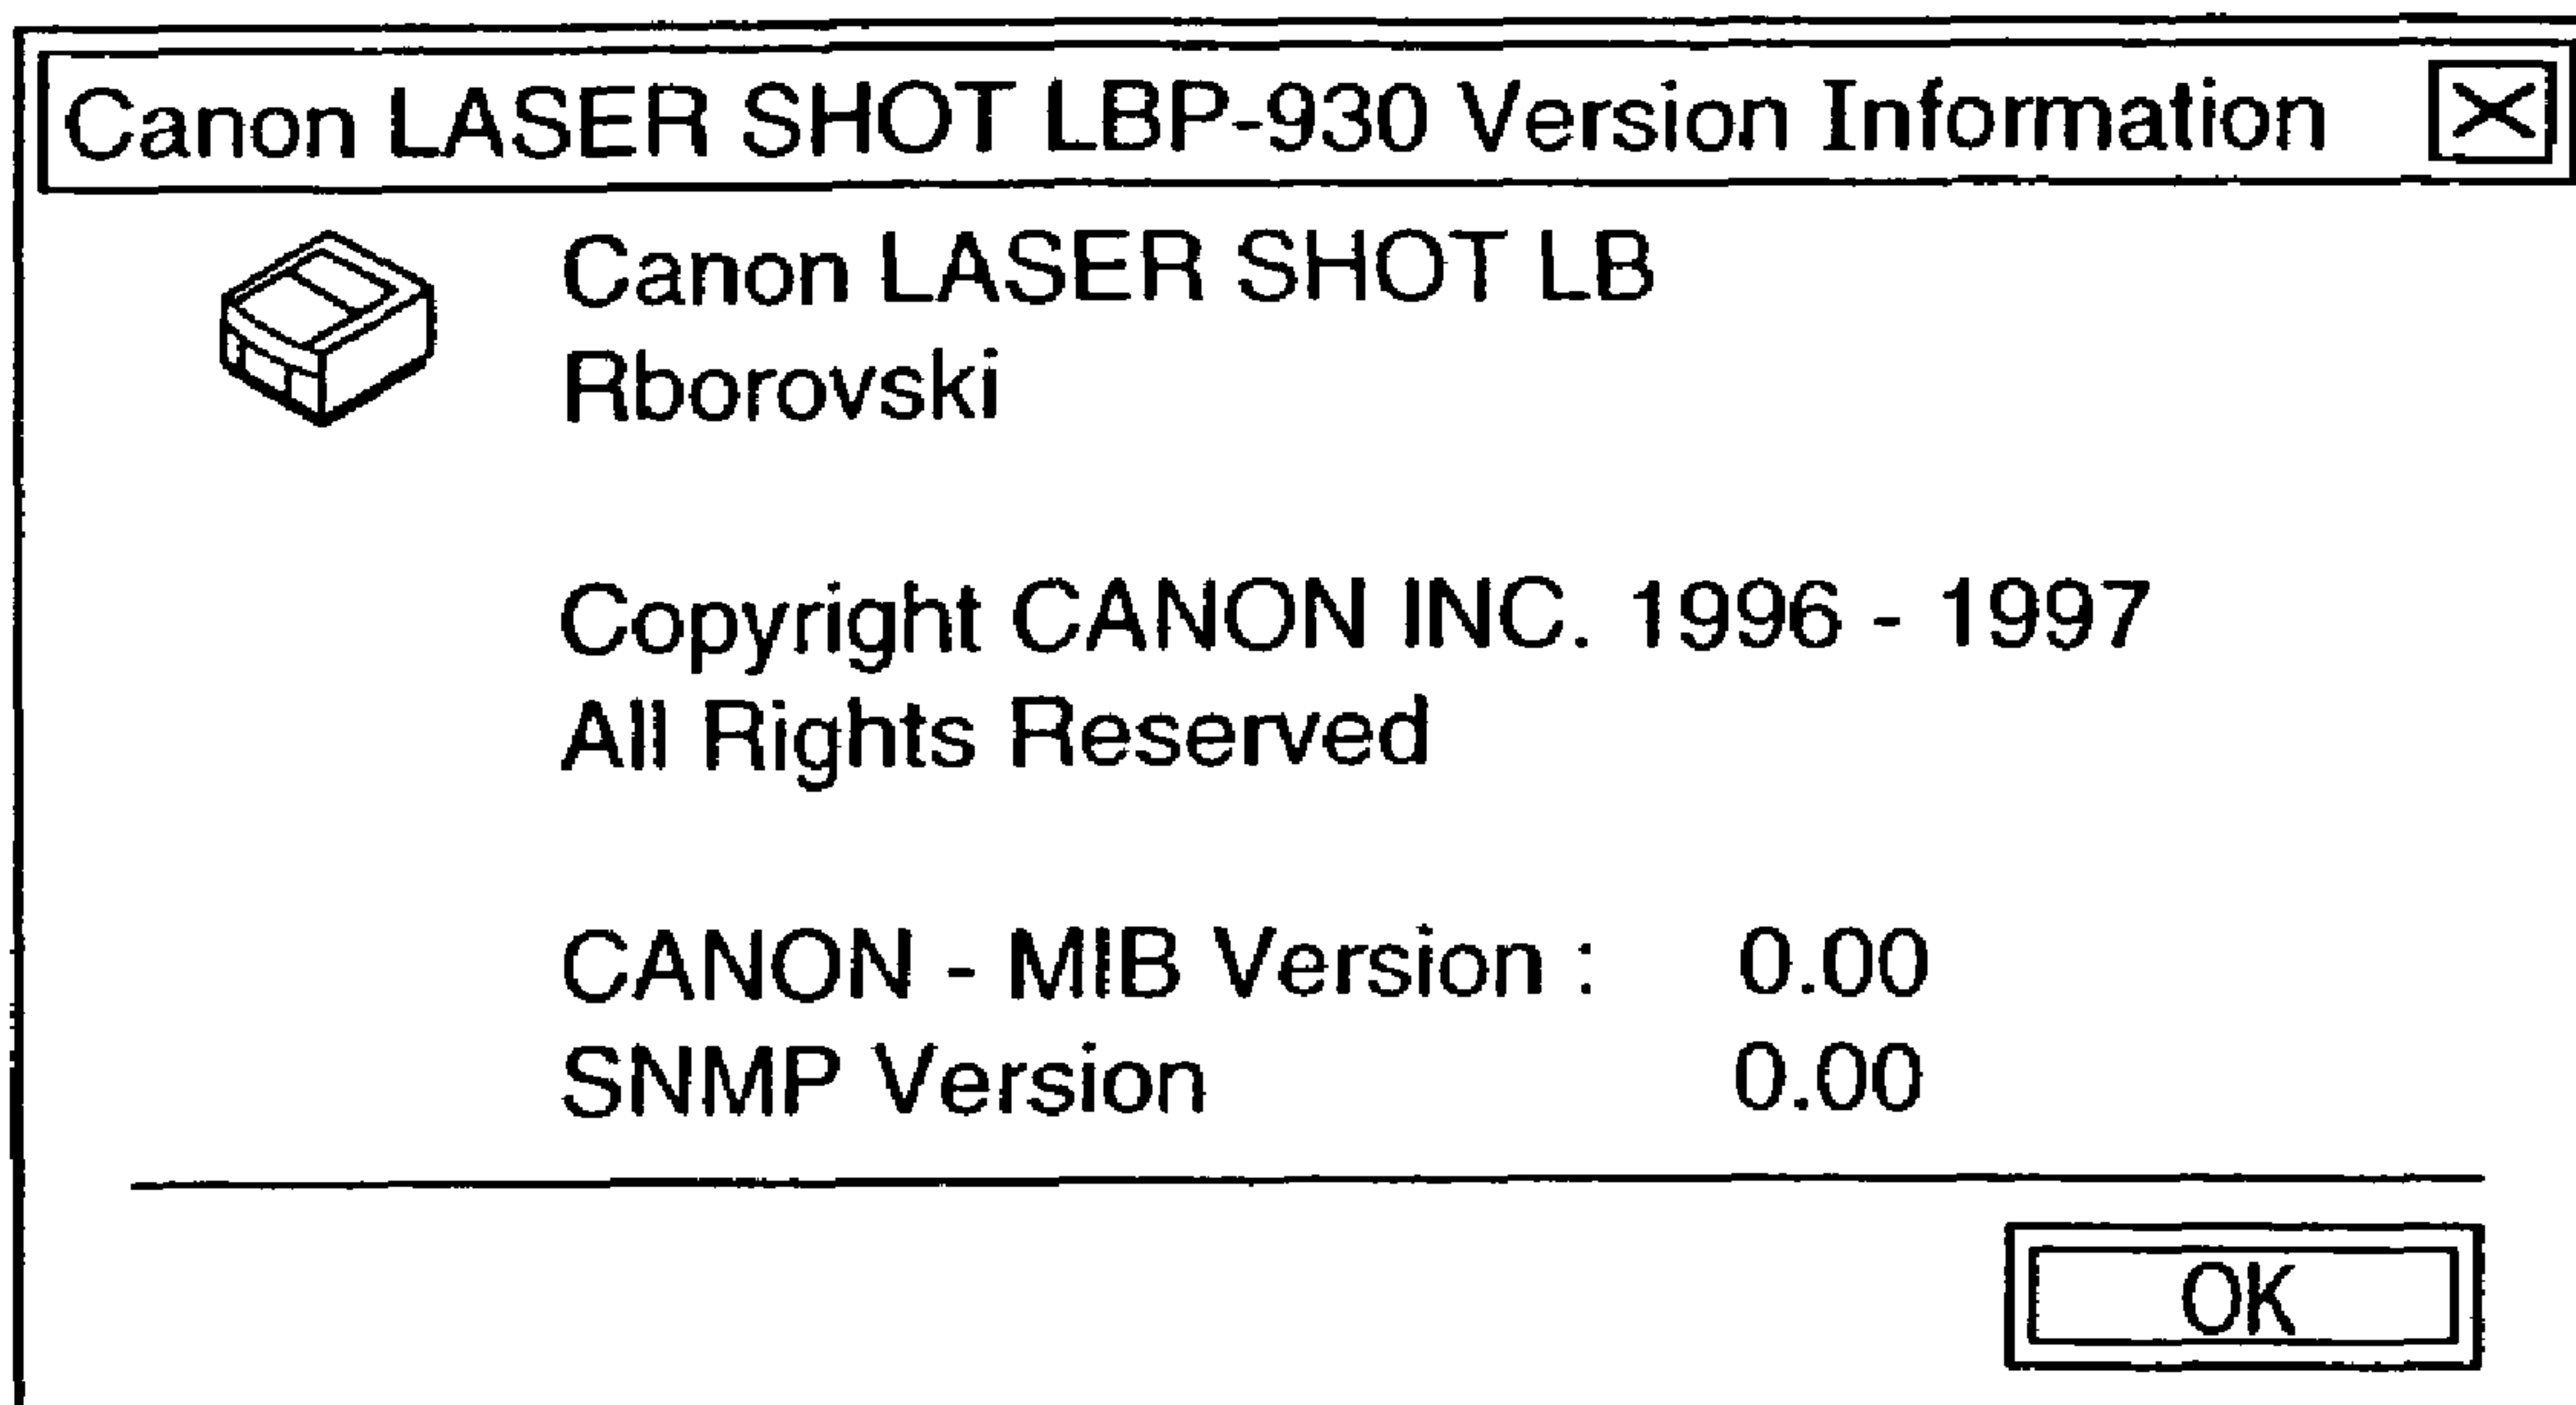 Canon LASER SHOT LBP-930 Version Information
Canon LASER SHOT LB
Rborovski
Copyright CANON INC. 1996 - 1997
All Rights Reserved
CANON - MIB Version : 0.00
SNMP Version 0.00
OK